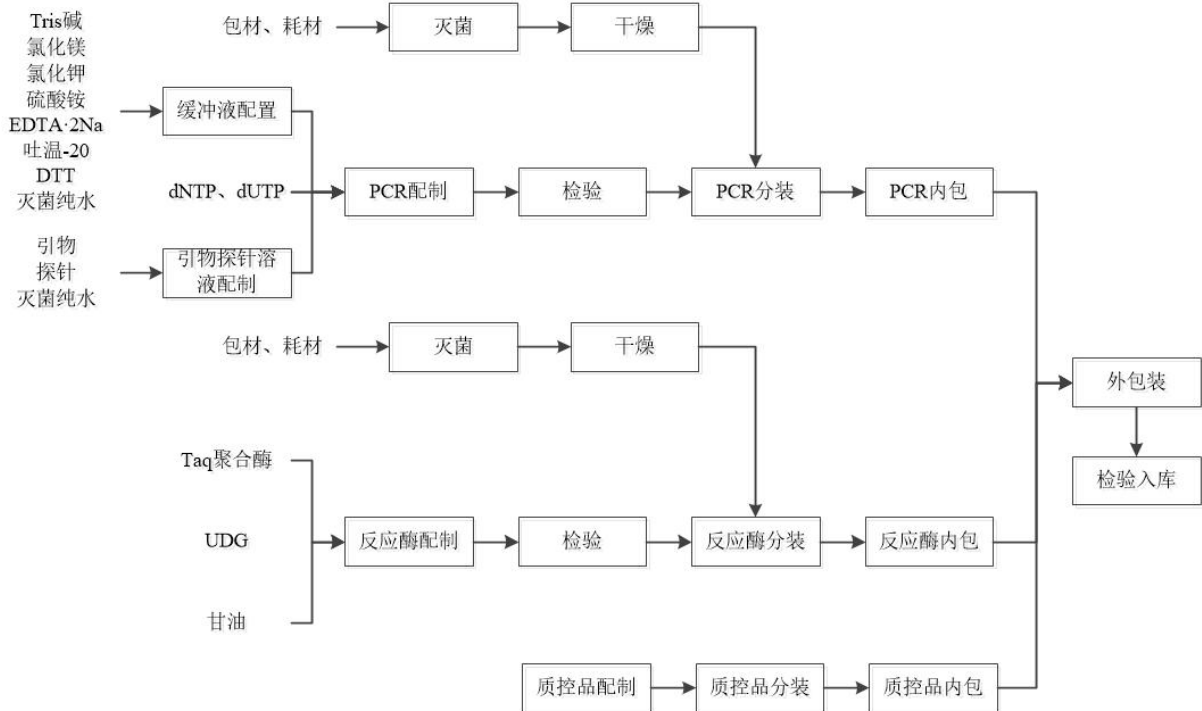 Tris碱
氯化镁
氯化钾
硫酸铵
EDTA·2Na
吐温-20
DTT
灭菌纯水
包材、耗材
灭菌
干燥
缓冲液配置
dNTP、dUTP
PCR配制
检验
PCR分装
PCR内包
引物
探针
灭菌纯水
引物探针溶
液配制
包材、耗材
灭菌
干燥
外包装
检验入库
Taq聚合酶
UDG
甘油
反应酶配制
检验
反应酶分装
反应酶内包
质控品配制
质控品分装
质控品内包